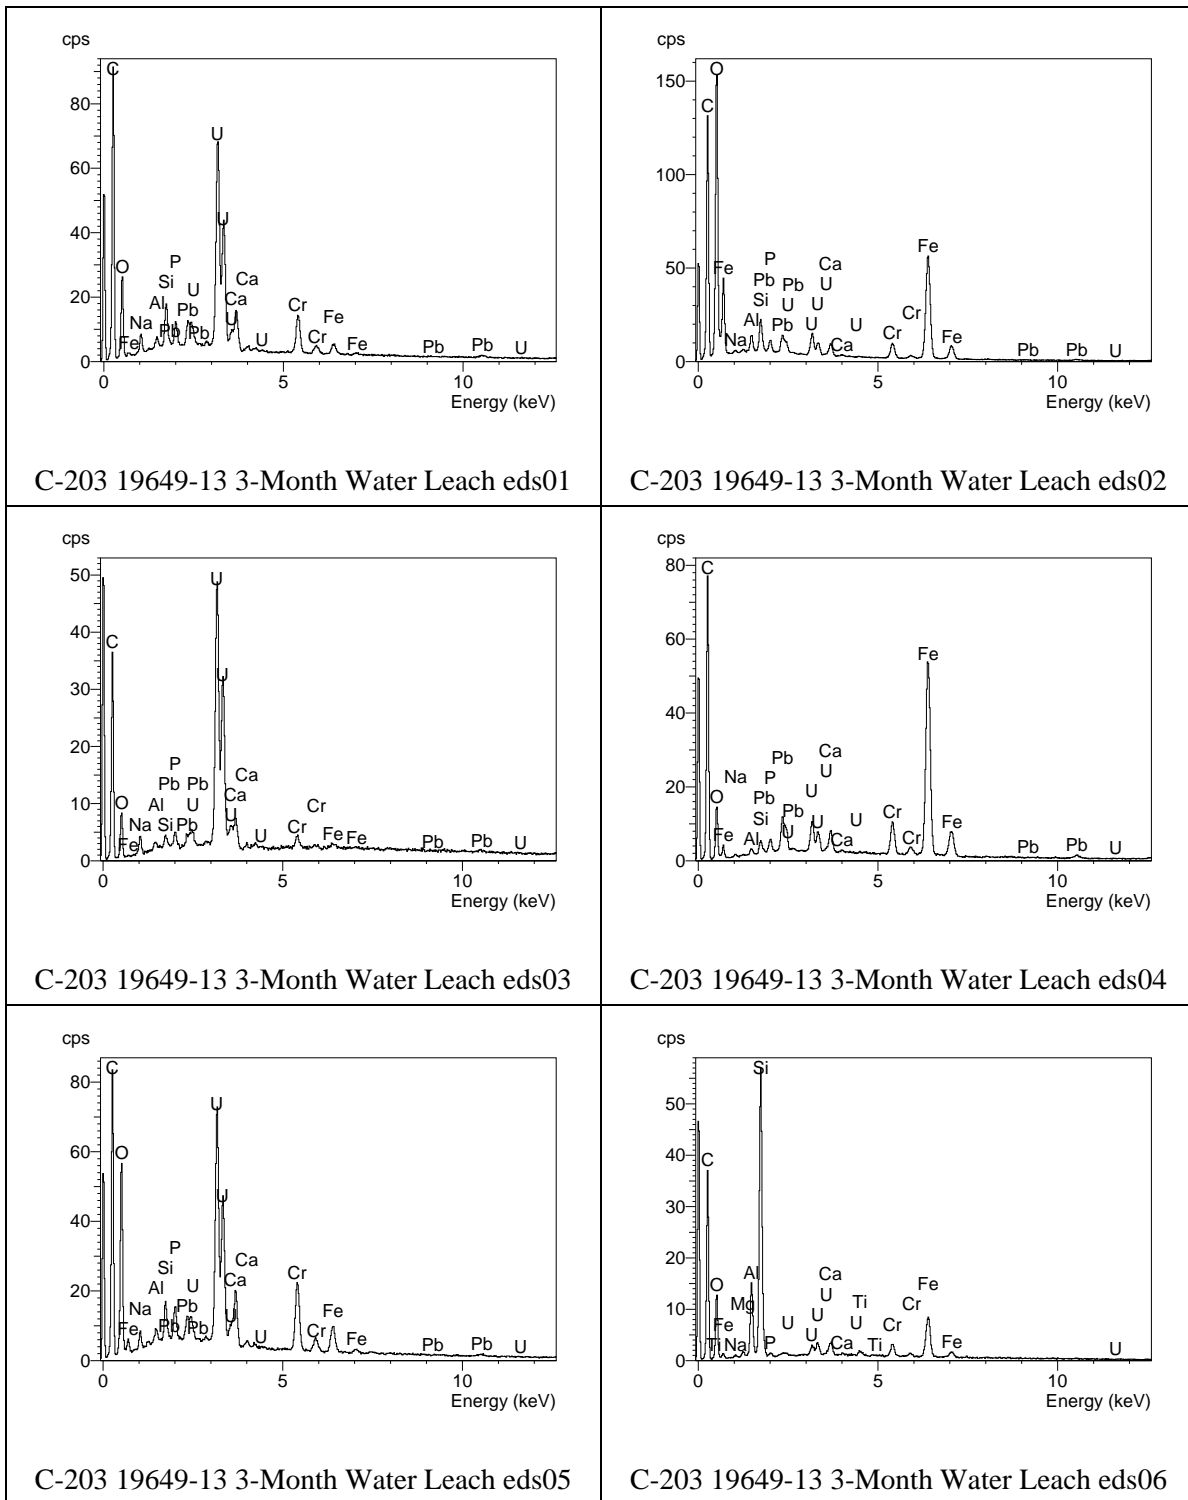 cps
C
80
U
60
U
40
O
P
Ca
Si
U
20
Al
Pb
Ca
Cr
Na
U
Fe
Fe
Pb
Pb
Cr
U
Fe
Pb
Pb
U
0
0
5
10
Energy (keV)
C-203 19649-13 3-Month Water Leach eds01
cps
150
O
C
100
Fe
50
Fe
P
Ca
Pb
Pb
U
Si
U
U
Cr
Al
Pb
U
U
Na
Ca
Cr
Fe
Pb
Pb
U
0
0
5
10
Energy (keV)
C-203 19649-13 3-Month Water Leach eds02
cps
50
U
40
C
U
30
20
P
Ca
Pb
Pb
10
O
Al
U
Ca
Cr
Na
Si
Pb
Cr
Fe
U
Fe
Fe
Pb
Pb
U
0
0
5
10
Energy (keV)
C-203 19649-13 3-Month Water Leach eds03
cps
80
C
60
Fe
40
Pb
Ca
20
Na
P
U
O
Pb
U
Si
Pb
U
U
Cr
Fe
Al
U
Ca
Cr
Fe
Pb
Pb
U
0
0
5
10
Energy (keV)
C-203 19649-13 3-Month Water Leach eds04
cps
80
C
U
60
O
U
40
P
Ca
Si
U
Cr
20
Al
Ca
Na
Pb
U
Fe
Fe
Pb
Pb
U
Cr
Fe
Pb
Pb
U
0
0
5
10
Energy (keV)
C-203 19649-13 3-Month Water Leach eds05
cps
Si
50
40
C
30
20
Al
Ca
O
Mg
U
Ti
Cr
Fe
10
Fe
U
U
U
Cr
Ti
Na
P
U
Ca
Ti
Fe
U
0
0
5
10
Energy (keV)
C-203 19649-13 3-Month Water Leach eds06